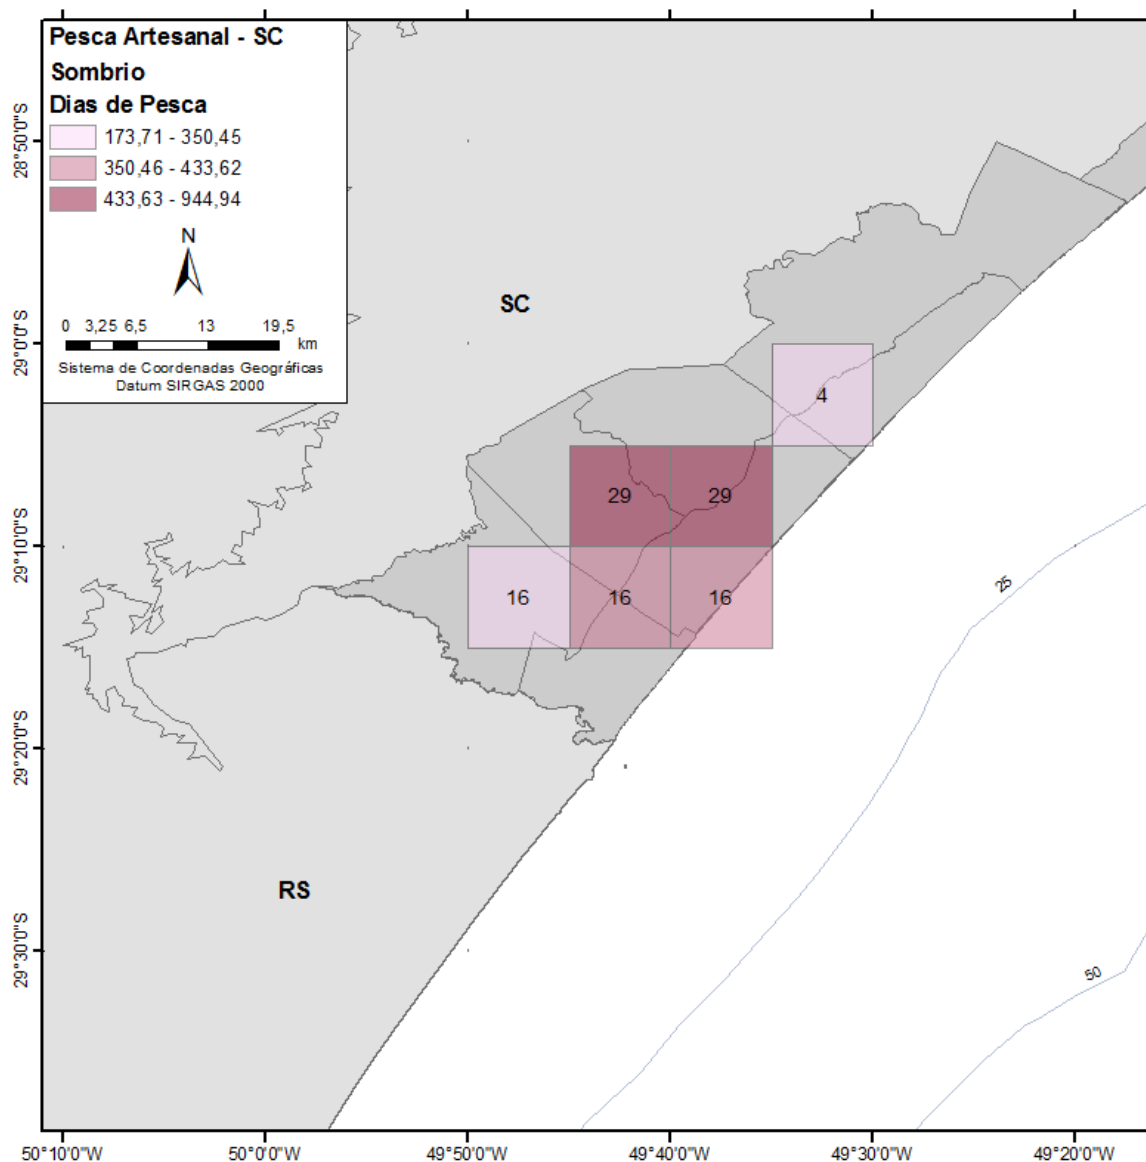 Pesca Artesanal - SC
Sombrio
Dias de Pesca
173,71 - 350,45
350,46 - 433,62
433,63 - 944,94
N
0 3,25 6,5 13 19,5
km
Sistema de Coordenadas Geográficas
Datum SIRGAS 2000
SC
RS
4
29 29
16 16 16
25
50
28°50'0"S
29°0'0"S
29°10'0"S
29°20'0"S
29°30'0"S
50°10'0"W 50°0'0"W 49°50'0"W 49°40'0"W 49°30'0"W 49°20'0"W